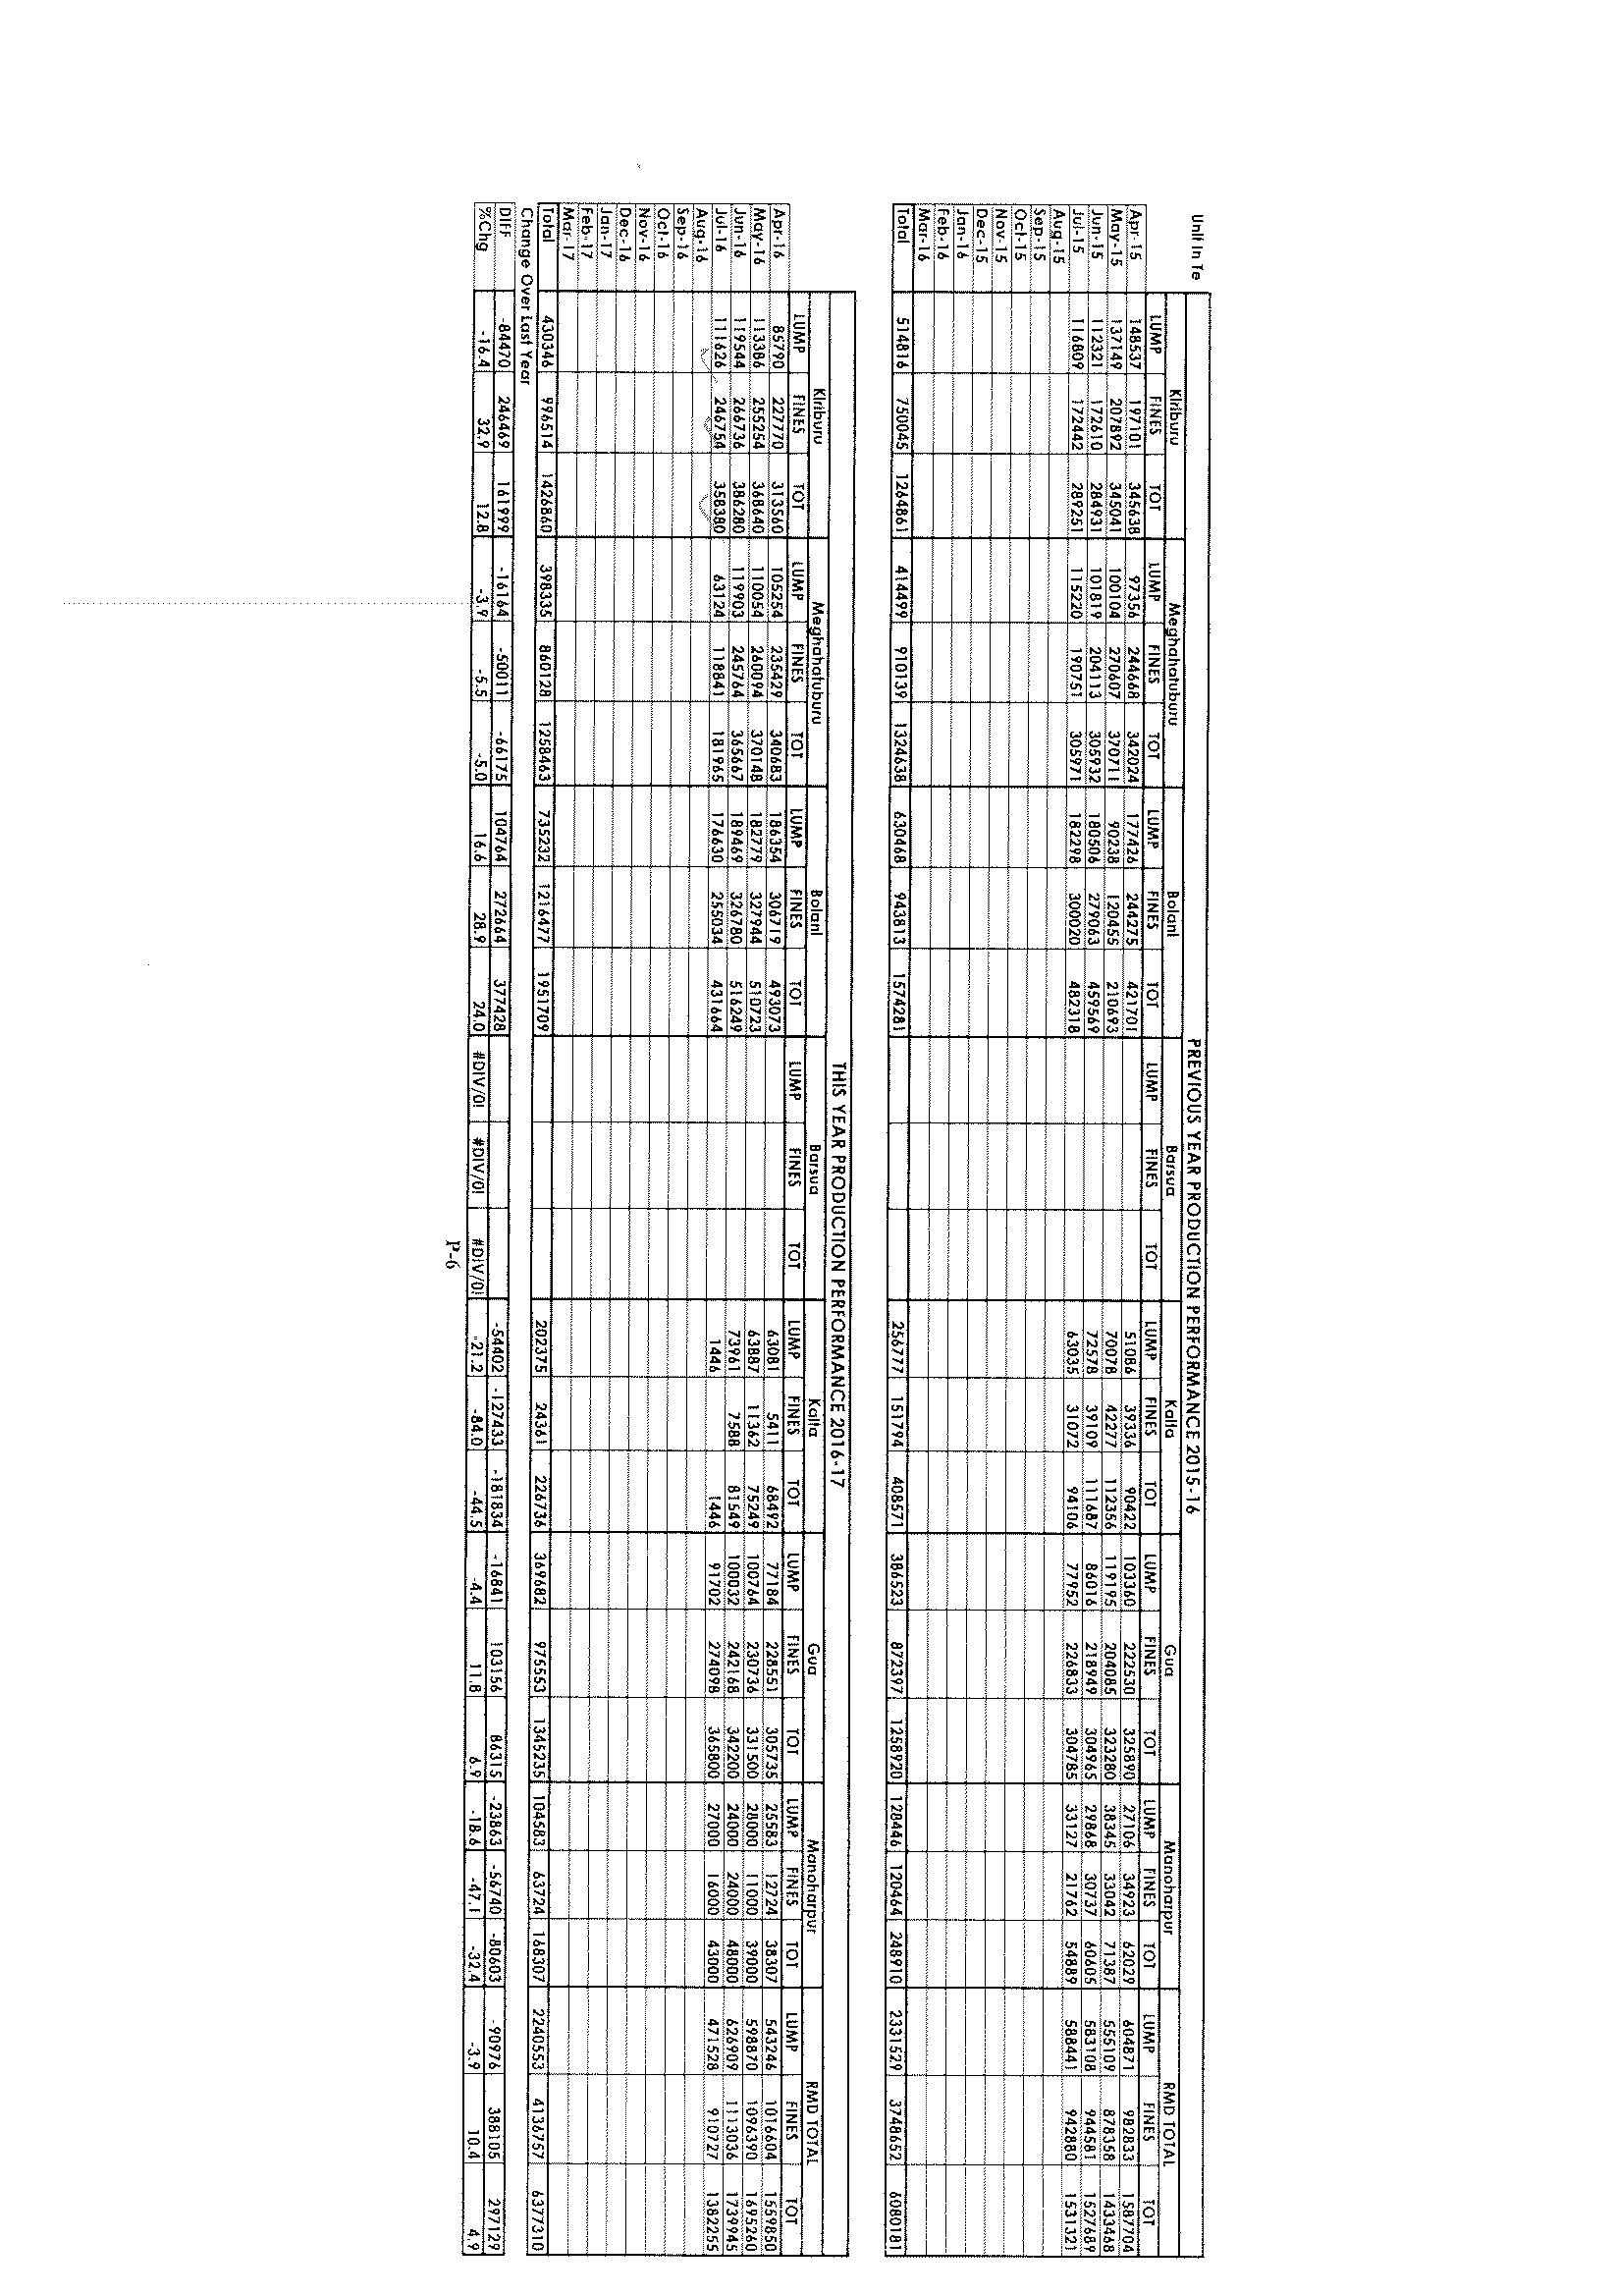 PREVIOUS YEAR PRODUCTION PERFORMANCE 2015-16
Unit in Te
Kiriburu Meghahatuburu Bolani Barsua Kalta Gua Manoharpur RMD TOTAL
LUMP FINES TOT LUMP FINES TOT LUMP FINES TOT LUMP FINES TOT LUMP FINES TOT LUMP FINES TOT LUMP FINES TOT LUMP FINES TOT
Apr-15 148537 197101 345638 97356 244668 342024 177426 244275 421701 51086 39336 90422 103360 222530 325890 27106 34923 62029 604871 982833 1587704
May-15 137149 207892 345041 100104 270607 370711 90238 120455 210693 70078 42277 112356 119195 204085 323280 38345 33042 71387 555109 878358 1433468
Jun-15 112321 172610 284931 101819 204113 305932 180506 279063 459569 72578 39109 111687 86016 218949 304965 29868 30737 60605 583108 944581 1527689
Jul-15 116809 172442 289251 115220 190751 305971 182298 300020 482318 63035 31072 94106 77952 226833 304785 33127 21762 54889 588441 942880 1531321
Aug-15
Sep-15
Oct-15
Nov-15
Dec-15
Jan-16
Feb-16
Mar-16
Total 514816 750045 1264861 414499 910139 1324638 630468 943813 1574281 256777 151794 408571 386523 872397 1258920 128446 120464 248910 2331529 3748652 6080181
THIS YEAR PRODUCTION PERFORMANCE 2016-17
Kiriburu Meghahatuburu Bolani Barsua Kalta Gua Manoharpur RMD TOTAL
LUMP FINES TOT LUMP FINES TOT LUMP FINES TOT LUMP FINES TOT LUMP FINES TOT LUMP FINES TOT LUMP FINES TOT LUMP FINES TOT
Apr-16 85790 227770 313560 105254 235429 340683 186354 306719 493073 63081 5411 68492 77184 228551 305735 25583 12724 38307 543246 1016604 1559850
May-16 113386 255254 368640 110054 260094 370148 182779 327944 510723 63887 11362 75249 100764 230736 331500 28000 11000 39000 598870 1096390 1695260
Jun-16 119544 266736 386280 119903 245764 365667 189469 326780 516249 73961 7588 81549 100032 242168 342200 24000 24000 48000 626909 1113036 1739945
Jul-16 111626 246754 358380 63124 118841 181965 176630 255034 431664 1446 1446 91702 274098 365800 27000 16000 43000 471528 910727 1382255
Aug-16
Sep-16
Oct-16
Nov-16
Dec-16
Jan-17
Feb-17
Mar-17
Total 430346 996514 1426860 398335 860128 1258463 735232 1216477 1951709 202375 24361 226736 369682 975553 1345235 104583 63724 168307 2240553 4136757 6377310
Change Over Last Year
DIFF -84470 246469 161999 -16164 -50011 -66175 104764 272664 377428 -54402 -127433 -181834 -16841 103156 86315 -23863 -56740 -80603 -90976 388105 297129
%Chg -16.4 32.9 12.8 -3.9 -5.5 -5.0 16.6 28.9 24.0 #DIV/0! #DIV/0! #DIV/0! -21.2 -84.0 -44.5 -4.4 11.8 6.9 -18.6 -47.1 -32.4 -3.9 10.4 4.9
P-6